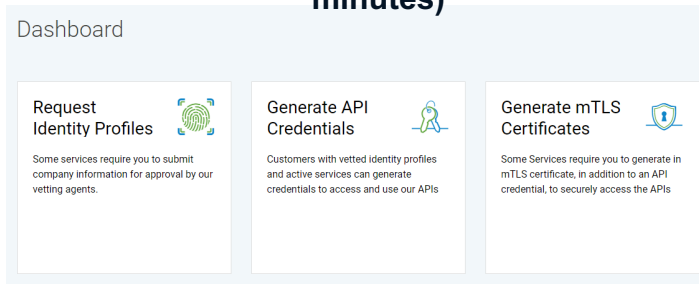 minutes)
Dashboard
Request
Identity Profiles
Some services require you to submit
company information for approval by our
vetting agents.
Generate API
Credentials
Customers with vetted identity profiles
and active services can generate
credentials to access and use our APIs
Generate mTLS
Certificates
Some Services require you to generate in
mTLS certificate, in addition to an API
credential, to securely access the APIs